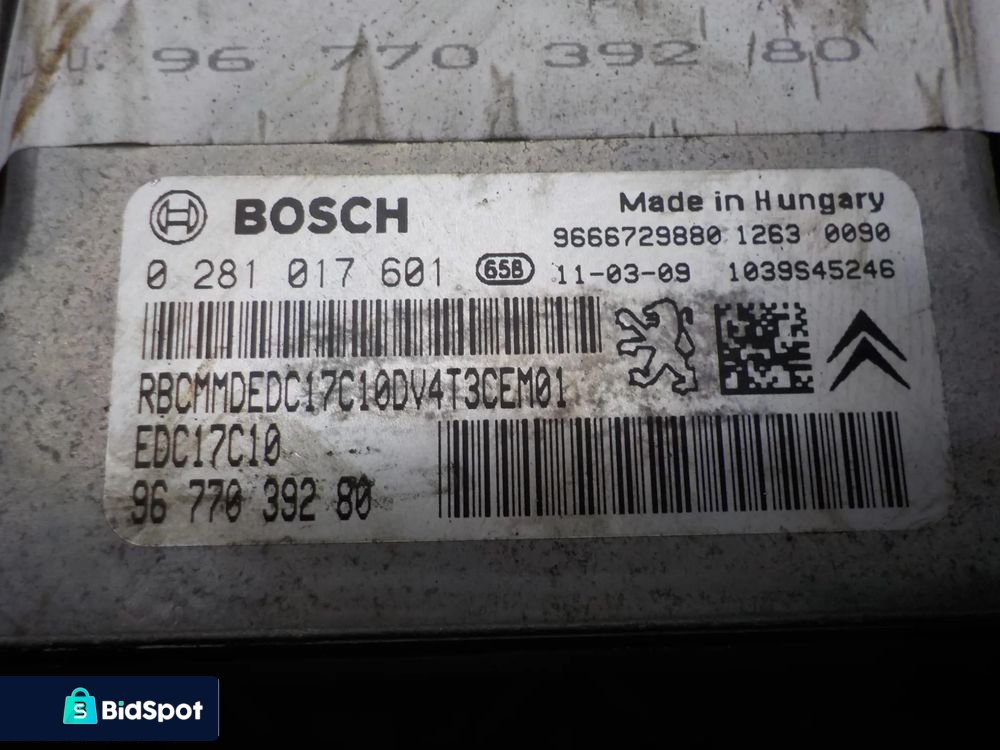 96 770 392 80
BOSCH
Made in Hungary
9666729880 1263 0090
0 281 017 601 65B 11-03-09 1039S45246
RBCMMDEDC17C10DV4T3CEM01
EDC17C10
96 770 392 80
BidSpot